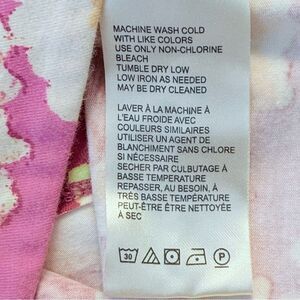 MACHINE WASH COLD
WITH LIKE COLORS
USE ONLY NON-CHLORINE
BLEACH
TUMBLE DRY LOW
LOW IRON AS NEEDED
MAY BE DRY CLEANED
LAVER À LA MACHINE À
L'EAU FROIDE AVEC
COULEURS SIMILAIRES
UTILISER UN AGENT DE
BLANCHIMENT SANS CHLORE
SI NÉCESSAIRE
SECHER PAR CULBUTAGE À
BASSE TEMPERATURE
REPASSER, AU BESOIN, À
TRÈS BASSE TEMPÉRATURE
PEUT-ÊTRE ÊTRE NETTOYÉE
À SEC
30 P